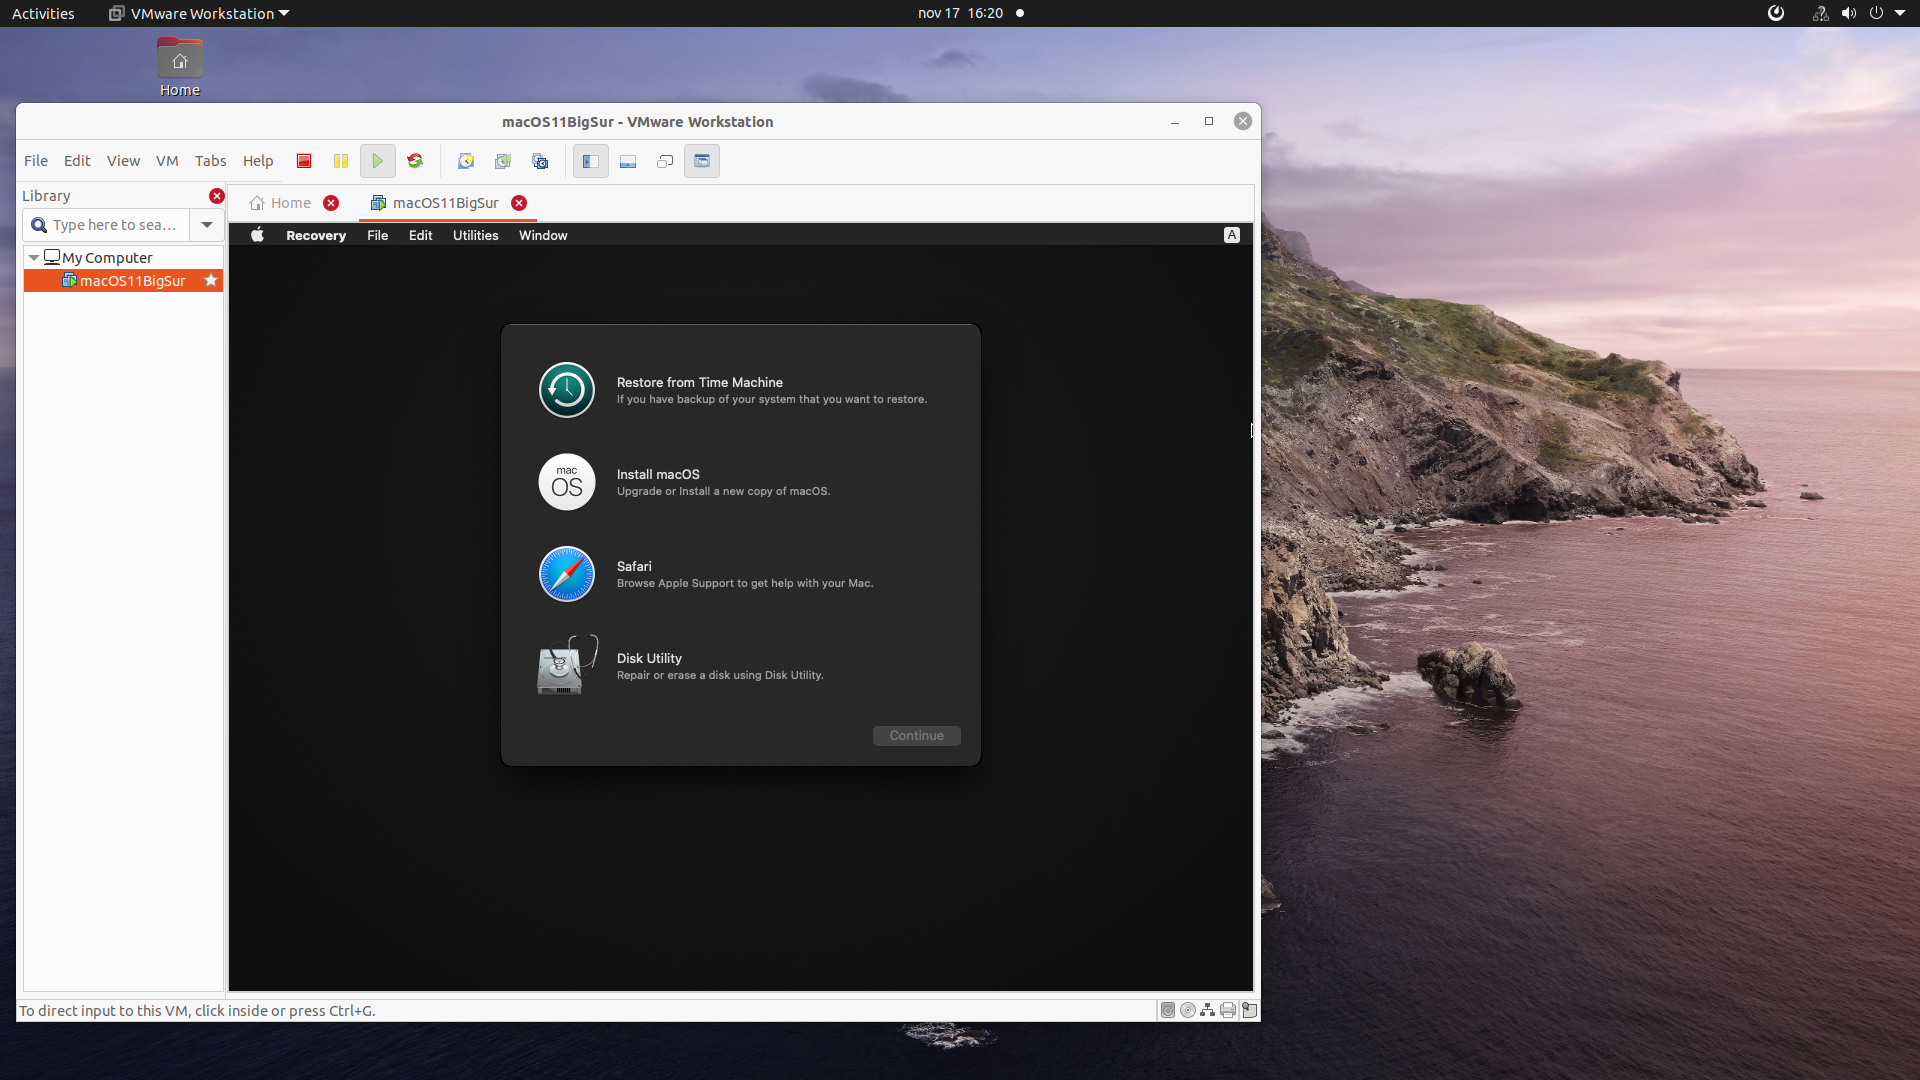 Activities
VMware Workstation
nov 17 16:20
Home
macOS11BigSur - VMware Workstation
File Edit View VM Tabs Help
Library
Home
macOS11BigSur
Type here to sea...
My Computer
macOS11BigSur
Recovery File Edit Utilities Window
A
Restore from Time Machine
If you have backup of your system that you want to restore.
mac
OS
Install macOS
Upgrade or Install a new copy of macOS.
Safari
Browse Apple Support to get help with your Mac.
Disk Utility
Repair or erase a disk using Disk Utility.
Continue
To direct input to this VM, click inside or press Ctrl+G.